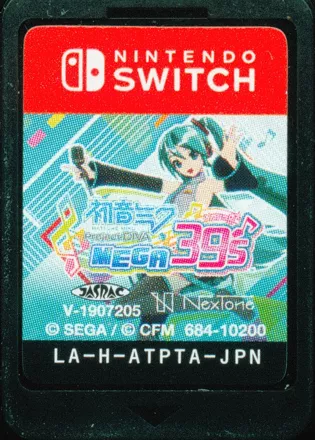 NINTENDO
SWITCH
初音ミク
Project DIVA
MEGA39's
JASRAC
V-1907205
NexTone
© SEGA / © CFM 684-10200
LA-H-ATPTA-JPN